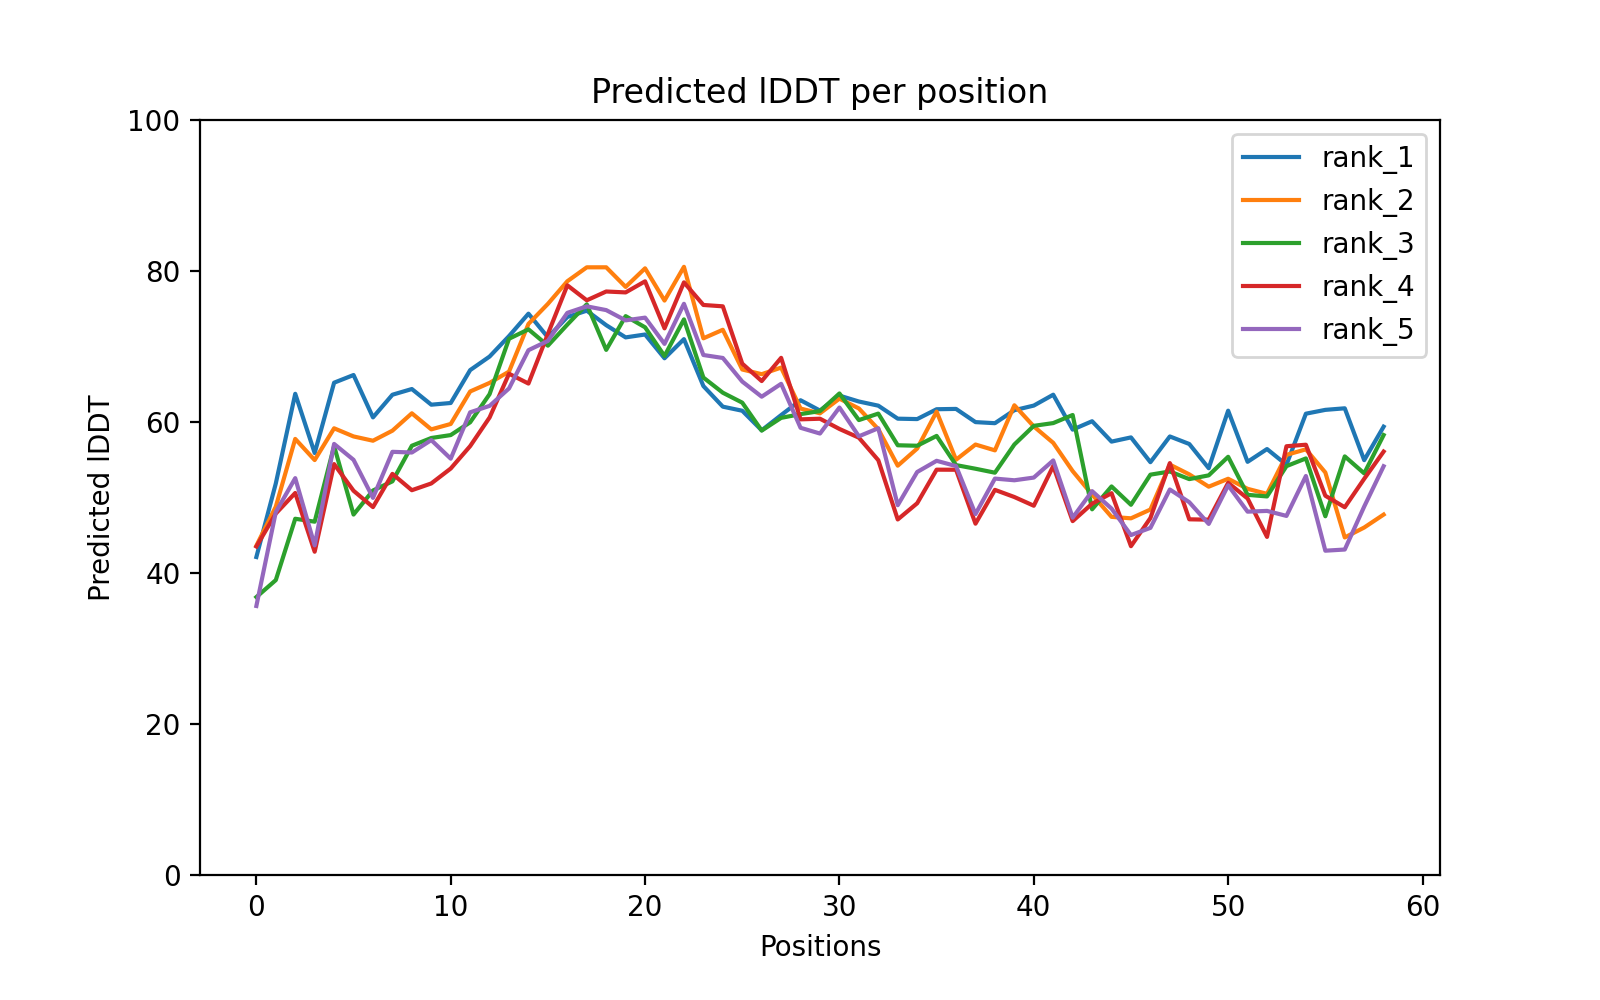 Predicted lDDT per position
100
80
60
40
20
0
Predicted lDDT
rank_1
rank_2
rank_3
rank_4
rank_5
0 10 20 30 40 50 60
Positions